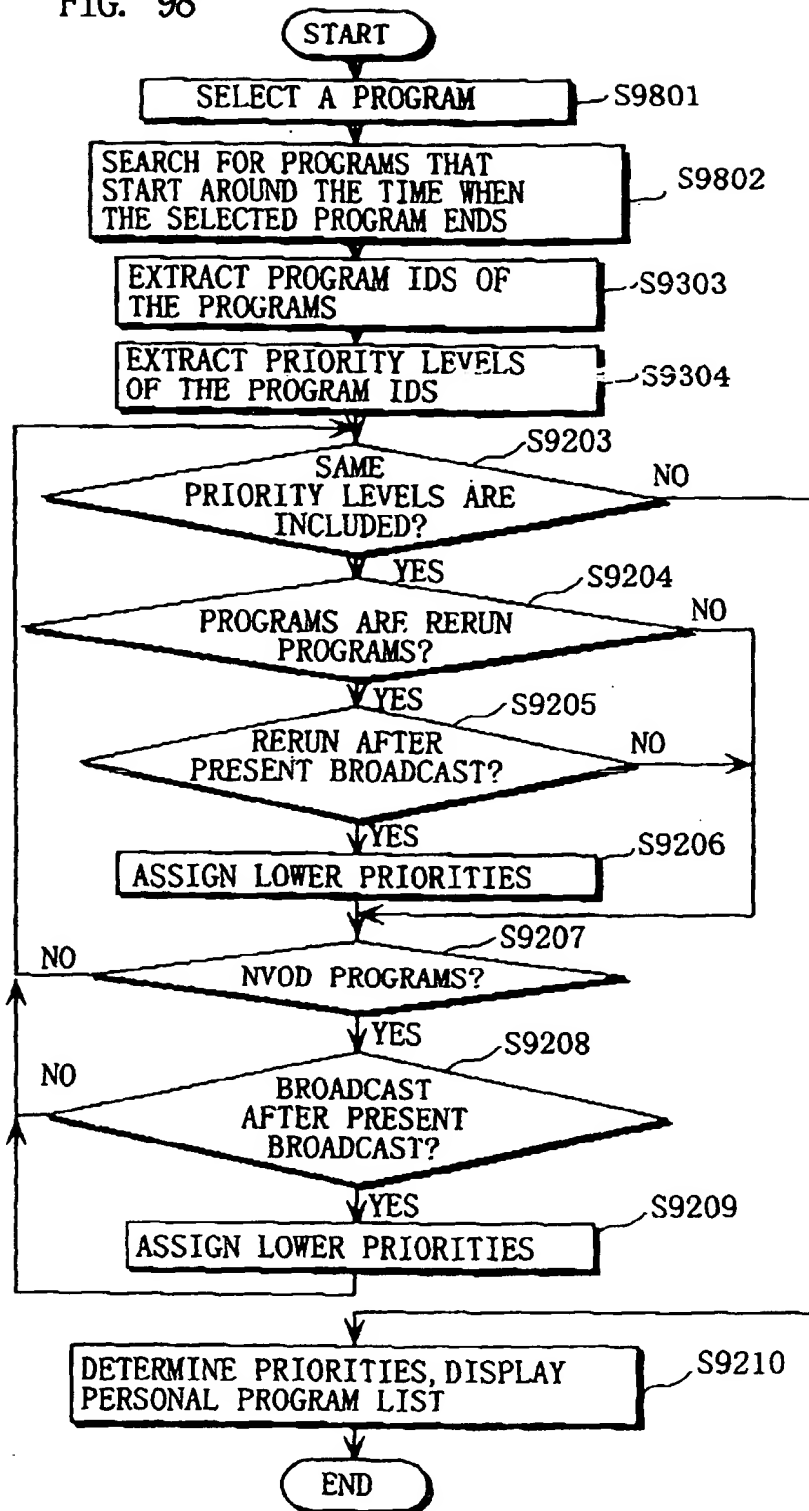 FIG. 98
START
SELECT A PROGRAM
S9801
SEARCH FOR PROGRAMS THAT
START AROUND THE TIME WHEN
THE SELECTED PROGRAM ENDS
S9802
EXTRACT PROGRAM IDS OF
THE PROGRAMS
S9303
EXTRACT PRIORITY LEVELS
OF THE PROGRAM IDS
S9304
S9203
SAME
PRIORITY LEVELS ARE
INCLUDED?
NO
YES
S9204
PROGRAMS ARE RERUN
PROGRAMS?
NO
YES
S9205
RERUN AFTER
PRESENT BROADCAST?
NO
YES
S9206
ASSIGN LOWER PRIORITIES
S9207
NO
NVOD PROGRAMS?
YES
S9208
NO
BROADCAST
AFTER PRESENT
BROADCAST?
YES
S9209
ASSIGN LOWER PRIORITIES
DETERMINE PRIORITIES, DISPLAY
PERSONAL PROGRAM LIST
S9210
END